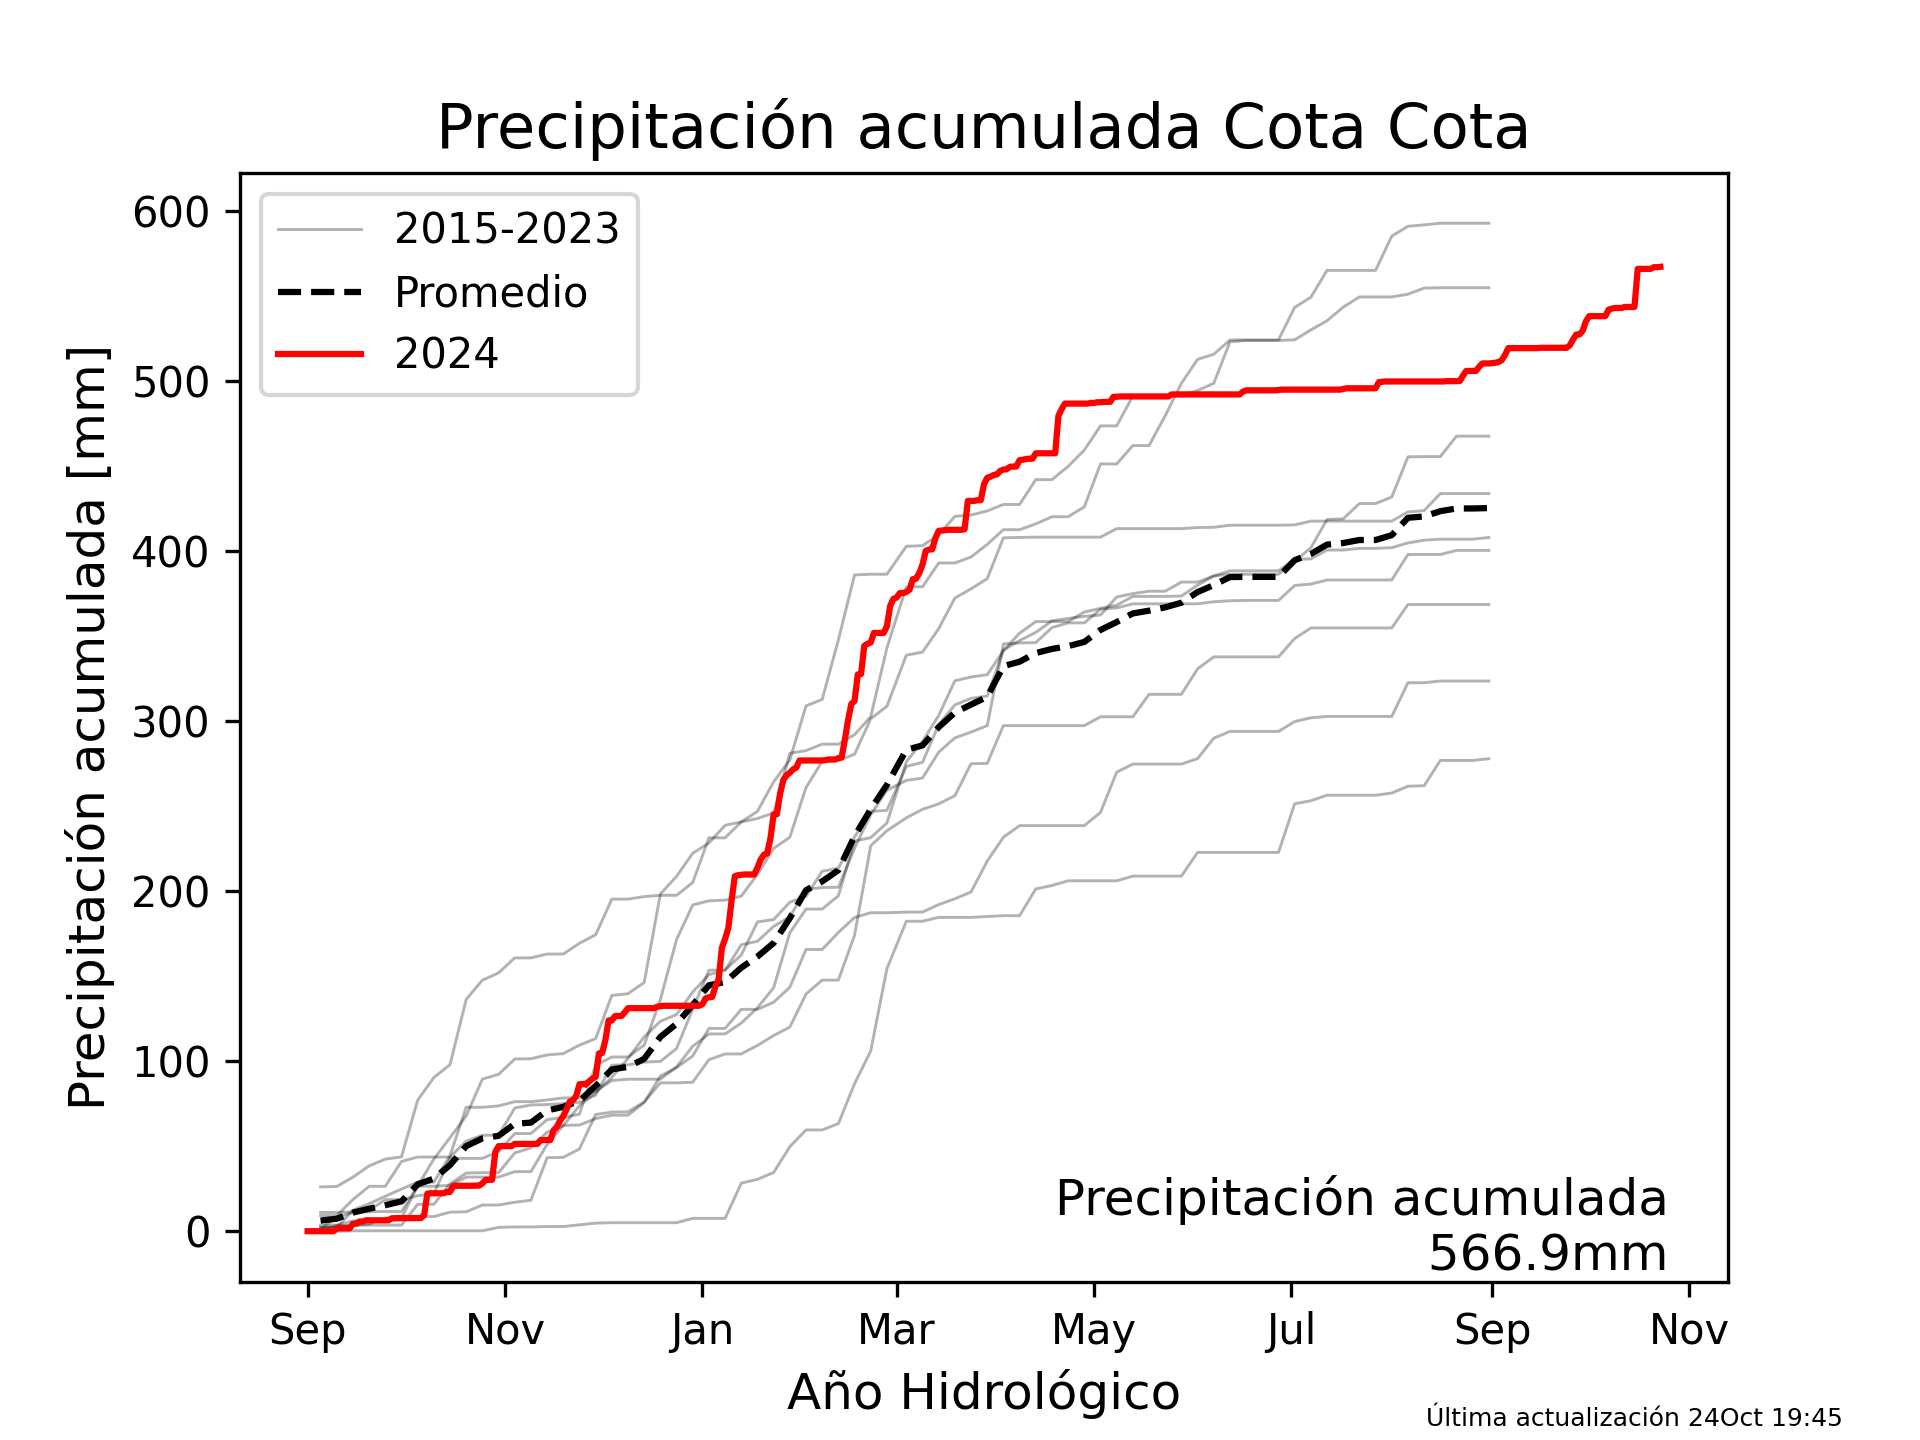 Precipitación acumulada Cota Cota
2015-2023
Promedio
2024
Precipitación acumulada [mm]
600
500
400
300
200
100
0
Precipitación acumulada
566.9mm
Sep Nov Jan Mar May Jul Sep Nov
Año Hidrológico
Última actualización 24Oct 19:45